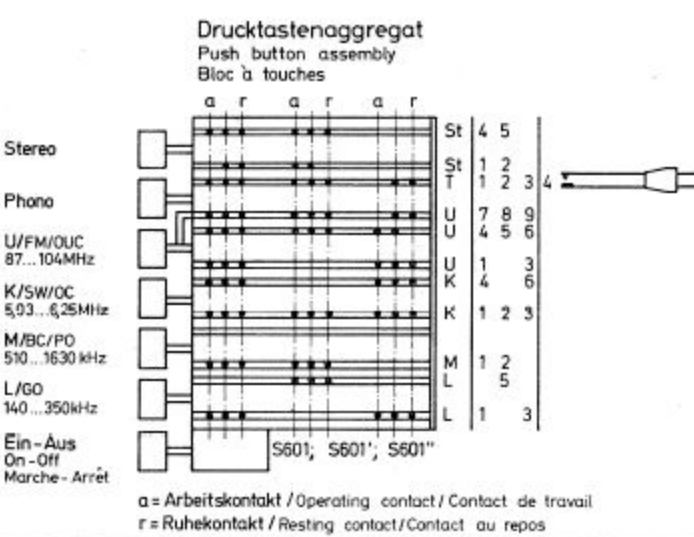 Drucktastenaggregat
Push button assembly
Bloc à touches
a r a r a r
St 4 5
Stereo
St 1 2
T 1 2 3 4
Phono
U 7 8 9
U 4 5 6
U/FM/OUC
87...104MHz
U 1 3
K 4 6
K/SW/OC
5,93...6,25MHz
K 1 2 3
M/BC/PO
510...1630 kHz
M 1 2
L 5
L/GO
140...350kHz
L 1 3
Ein-Aus
On-Off
Marche-Arrêt
S601; S601'; S601"
a = Arbeitskontakt / Operating contact / Contact de travail
r = Ruhekontakt / Resting contact / Contact au repos